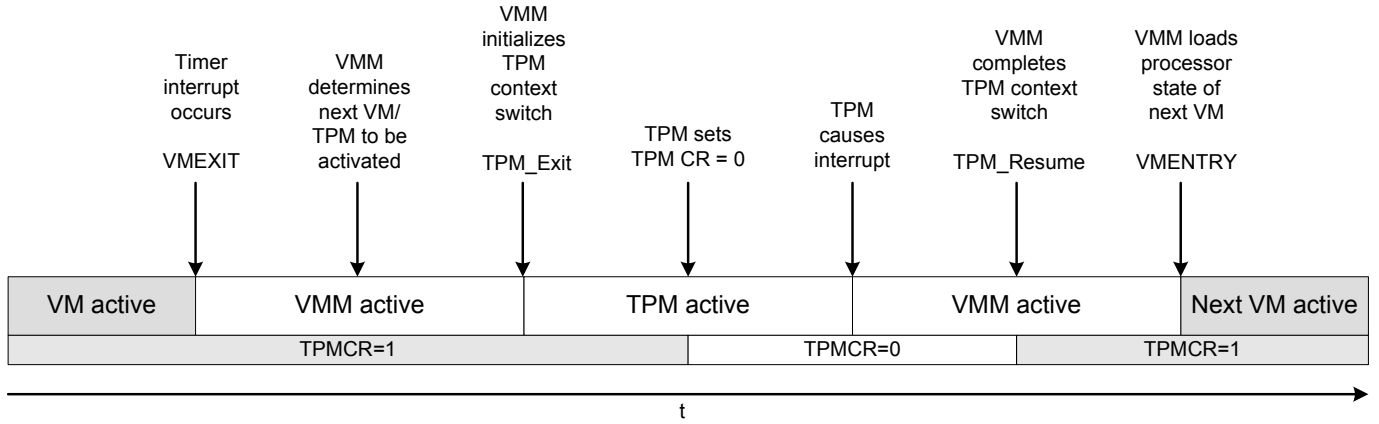 Timer
interrupt
occurs
VMEXIT
VMM
determines
next VM/
TPM to be
activated
VMM
initializes
TPM
context
switch
TPM_Exit
TPM sets
TPM CR = 0
TPM
causes
interrupt
VMM
completes
TPM context
switch
TPM_Resume
VMM loads
processor
state of
next VM
VMENTRY
VM active
VMM active
TPM active
VMM active
Next VM active
TPMCR=1
TPMCR=0
TPMCR=1
t